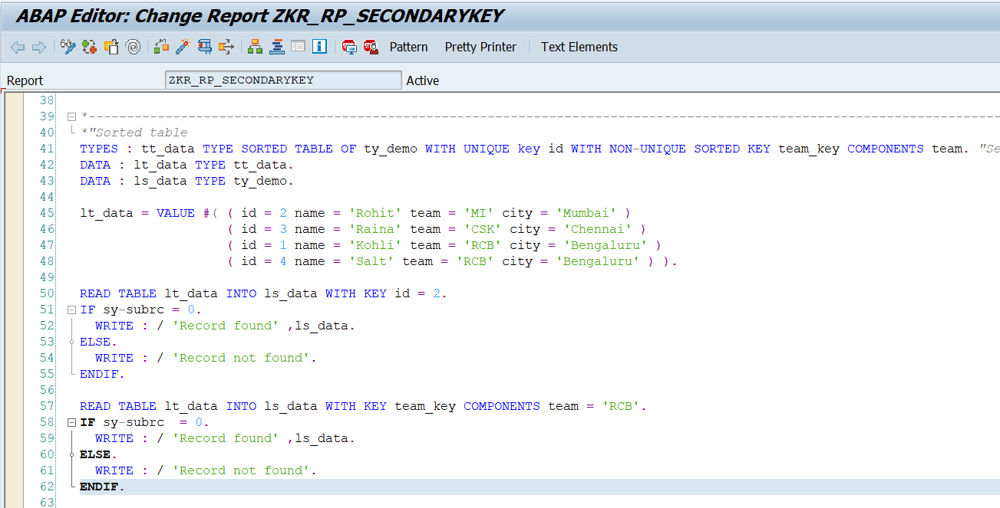 ABAP Editor: Change Report ZKR_RP_SECONDARYKEY
Pattern Pretty Printer Text Elements
Report ZKR_RP_SECONDARYKEY Active
38
39 *------------------------------------------------------------------------------------------------------------------------
40 *"Sorted table
41 TYPES : tt_data TYPE SORTED TABLE OF ty_demo WITH UNIQUE key id WITH NON-UNIQUE SORTED KEY team_key COMPONENTS team. "Se
42 DATA : lt_data TYPE tt_data.
43 DATA : ls_data TYPE ty_demo.
44
45 lt_data = VALUE #( ( id = 2 name = 'Rohit' team = 'MI' city = 'Mumbai' )
46 ( id = 3 name = 'Raina' team = 'CSK' city = 'Chennai' )
47 ( id = 1 name = 'Kohli' team = 'RCB' city = 'Bengaluru' )
48 ( id = 4 name = 'Salt' team = 'RCB' city = 'Bengaluru' ) ).
49
50 READ TABLE lt_data INTO ls_data WITH KEY id = 2.
51 IF sy-subrc = 0.
52 WRITE : / 'Record found' ,ls_data.
53 ELSE.
54 WRITE : / 'Record not found'.
55 ENDIF.
56
57 READ TABLE lt_data INTO ls_data WITH KEY team_key COMPONENTS team = 'RCB'.
58 IF sy-subrc = 0.
59 WRITE : / 'Record found' ,ls_data.
60 ELSE.
61 WRITE : / 'Record not found'.
62 ENDIF.
63